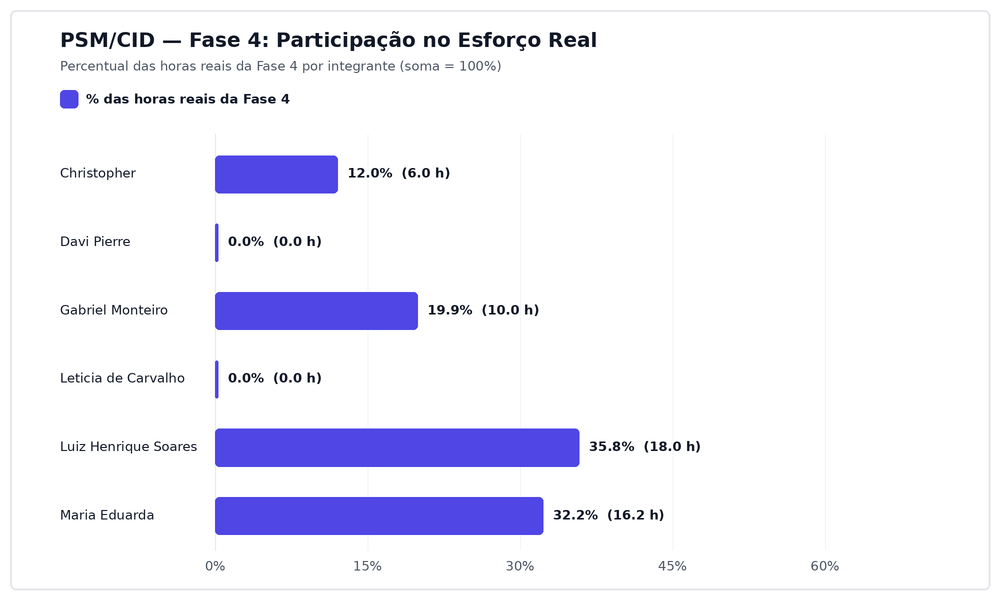 PSM/CID — Fase 4: Participação no Esforço Real
Percentual das horas reais da Fase 4 por integrante (soma = 100%)
% das horas reais da Fase 4
Christopher 12.0% (6.0 h)
Davi Pierre 0.0% (0.0 h)
Gabriel Monteiro 19.9% (10.0 h)
Leticia de Carvalho 0.0% (0.0 h)
Luiz Henrique Soares 35.8% (18.0 h)
Maria Eduarda 32.2% (16.2 h)
0% 15% 30% 45% 60%